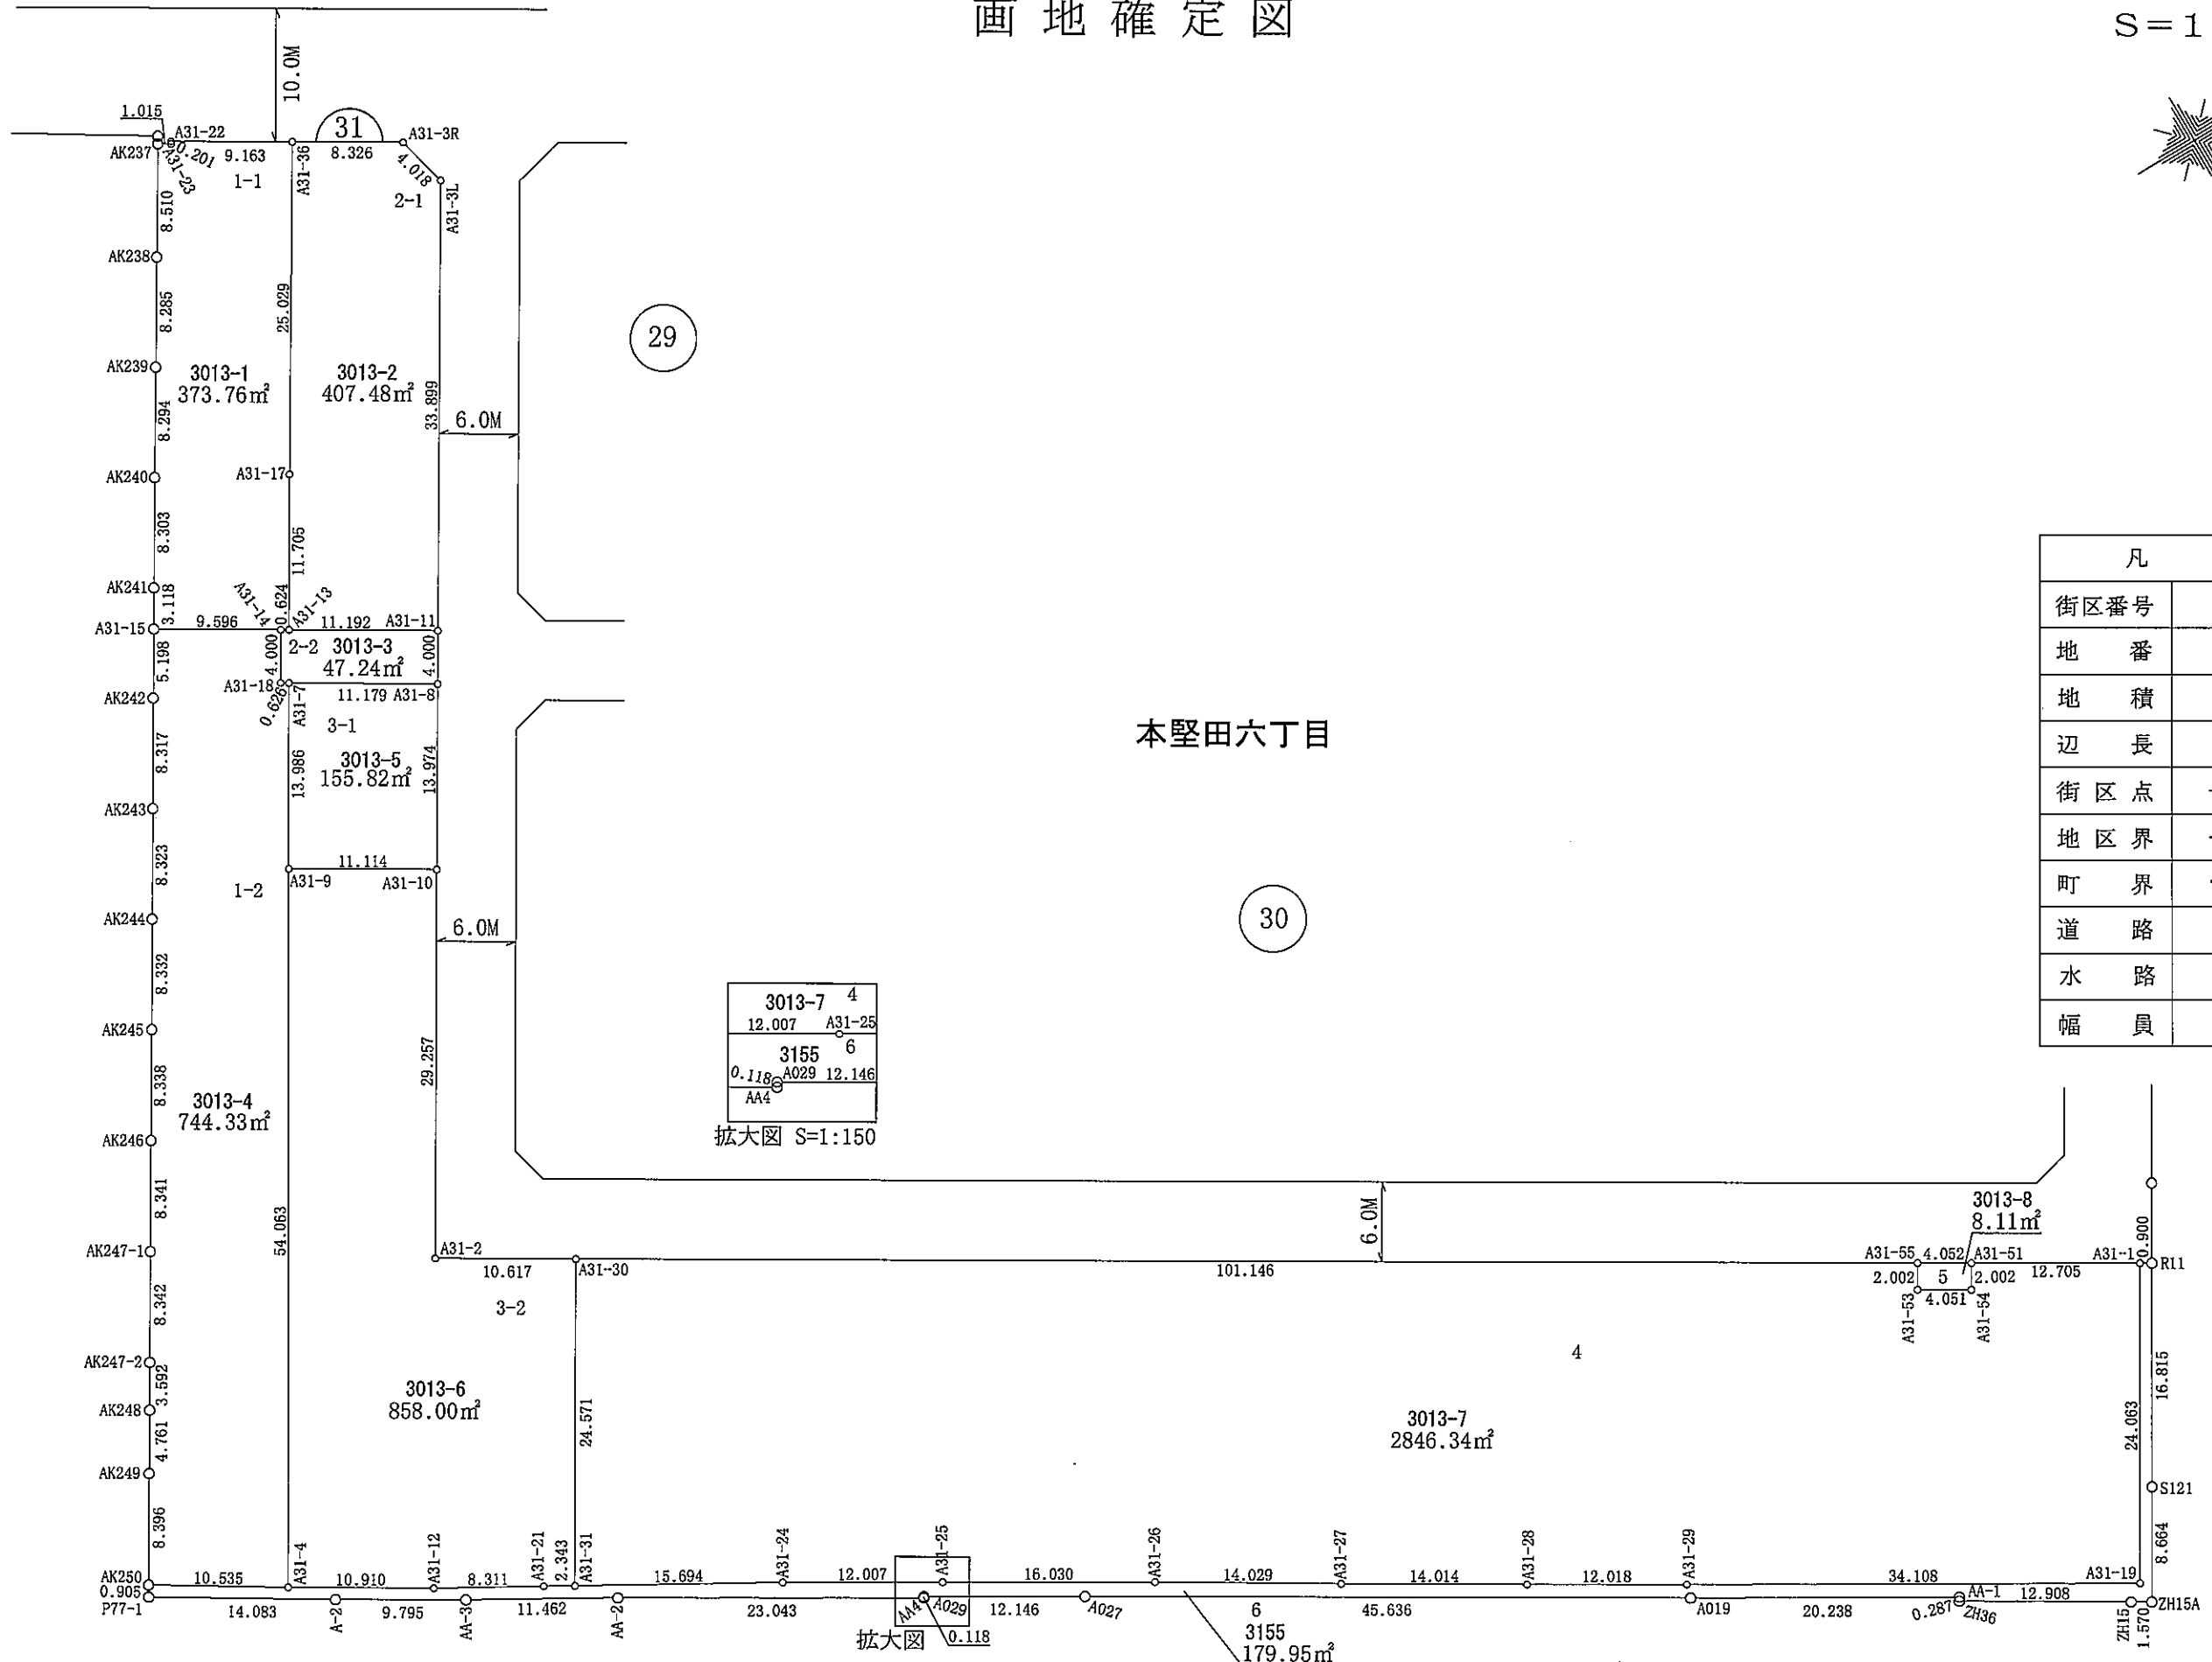 画地確定図
S=1
10.0M
1.015
A31-22
31
A31-3R
AK237
0.201
A31-23
9.163
A31-36
8.326
4.018
1-1
2-1
A31-3L
8.510
AK238
8.285
25.029
29
AK239
3013-1
373.76㎡
3013-2
407.48㎡
33.899
6.0M
8.294
AK240
A31-17
8.303
11.705
AK241
3.118
A31-14
0.624
A31-13
A31-15
9.596
11.192
A31-11
5.198
4.000
2-2
3013-3
47.24㎡
4.000
A31-18
0.626
A31-7
11.179
A31-8
AK242
3-1
8.317
13.986
3013-5
155.82㎡
13.974
AK243
本堅田六丁目
8.323
11.114
A31-9
A31-10
1-2
AK244
30
6.0M
8.332
AK245
29.257
3013-7
4
12.007
A31-25
6
3155
0.118
A029
12.146
AA4
拡大図 S=1:150
8.338
3013-4
744.33㎡
AK246
8.341
54.063
AK247-1
A31-2
10.617
A31-30
101.146
6.0M
3013-8
8.11㎡
0.900
A31-55
4.052
A31-51
A31-1
R11
2.002
5
2.002
12.705
4.051
A31-53
A31-54
8.342
3-2
4
AK247-2
3.592
3013-6
858.00㎡
24.571
3013-7
2846.34㎡
24.063
16.815
AK248
4.761
AK249
S121
8.396
8.664
AK250
0.905
P77-1
10.535
A31-4
10.910
A31-12
8.311
A31-21
2.343
A31-31
15.694
A31-24
12.007
A31-25
16.030
A31-26
14.029
A31-27
14.014
A31-28
12.018
A31-29
34.108
A31-19
14.083
A-2
9.795
AA-3
11.462
AA-2
23.043
AA4
A029
12.146
A027
6
45.636
A019
20.238
0.287
AA-1
ZH36
12.908
ZH15
1.570
ZH15A
拡大図
0.118
3155
179.95㎡
凡
街区番号
地番
地積
辺長
街区点
地区界
町界
道路
水路
幅員